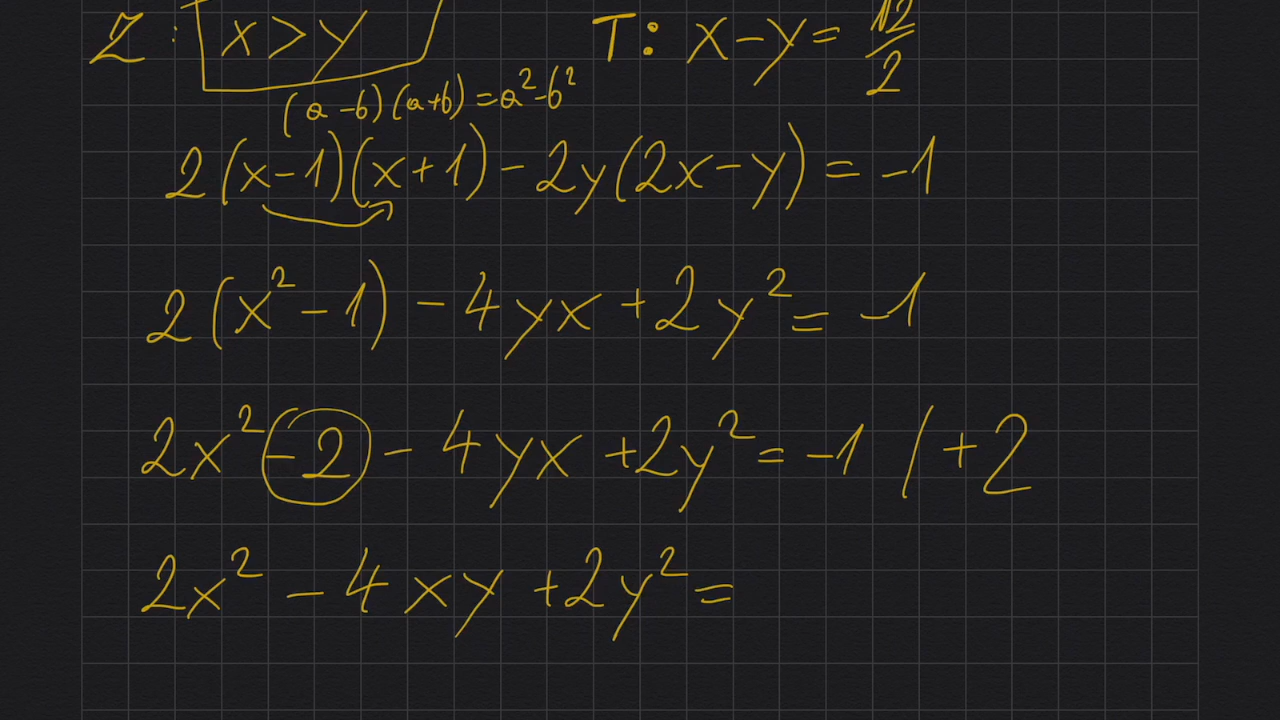 Z : x > y T: x - y = √2/2
(a - b)(a + b) = a² - b²
2(x - 1)(x + 1) - 2y(2x - y) = -1
2(x² - 1) - 4yx + 2y² = -1
2x² - 2 - 4yx + 2y² = -1 / + 2
2x² - 4xy + 2y² =